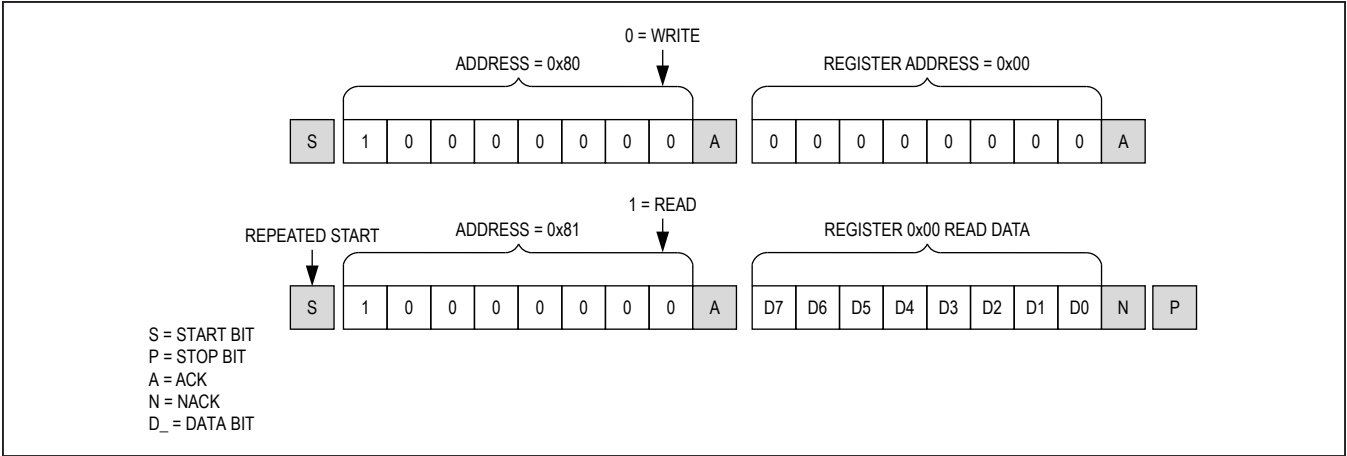 0 = WRITE
ADDRESS = 0x80 REGISTER ADDRESS = 0x00
S 1 0 0 0 0 0 0 0 A 0 0 0 0 0 0 0 0 A
1 = READ
REPEATED START ADDRESS = 0x81 REGISTER 0x00 READ DATA
S 1 0 0 0 0 0 0 0 A D7 D6 D5 D4 D3 D2 D1 D0 N P
S = START BIT
P = STOP BIT
A = ACK
N = NACK
D_ = DATA BIT